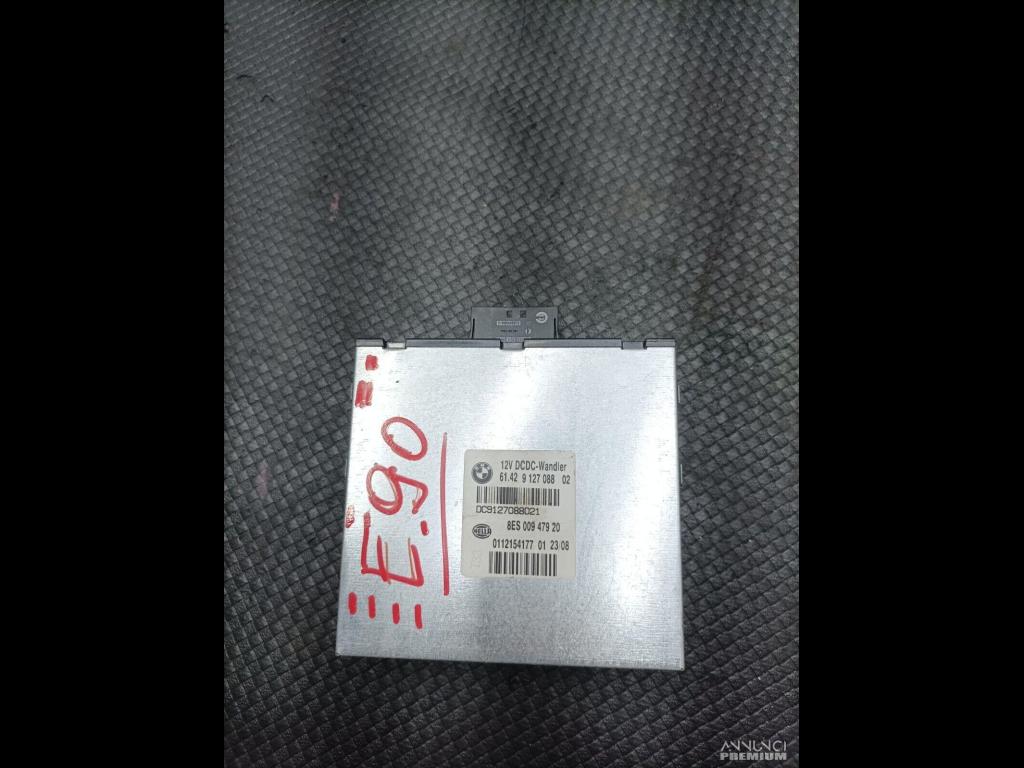 E.90
12V DCDC-Wandler
61.42 9 127 088 02
DC9127088021
8ES 009 479 20
HELLA
0112154177 01 23 08
ANNUNCI
PREMIUM